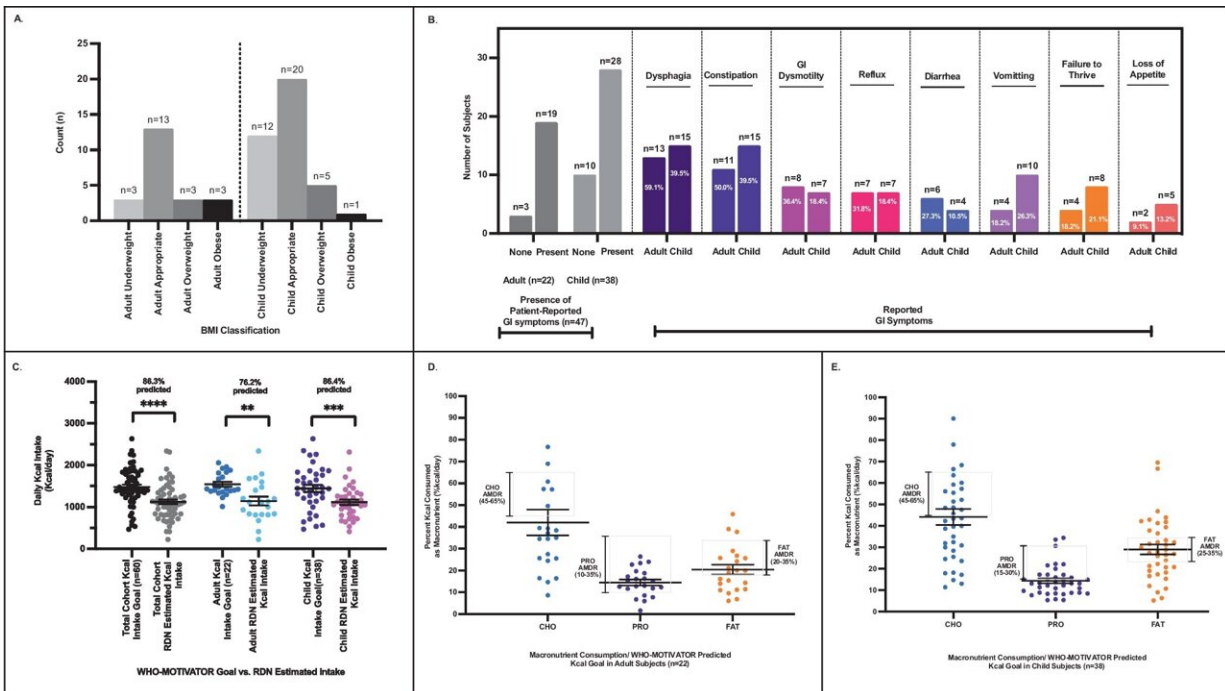 A.
Count (n)
25
20
15
10
5
0
n=3
n=13
n=3
n=3
n=12
n=20
n=5
n=1
Adult Underweight
Adult Appropriate
Adult Overweight
Adult Obese
Child Underweight
Child Appropriate
Child Overweight
Child Obese
BMI Classification
B.
Number of Subjects
30
20
10
0
n=3
n=19
n=10
n=28
None Present
None Present
Adult (n=22)
Child (n=38)
Presence of
Patient-Reported
GI symptoms (n=47)
Dysphagia
n=13 n=15
59.1% 39.5%
Adult Child
Constipation
n=11 n=15
50.0% 39.5%
Adult Child
GI
Dysmotilty
n=8 n=7
36.4% 18.4%
Adult Child
Reflux
n=7 n=7
31.8% 18.4%
Adult Child
Diarrhea
n=6 n=4
27.3% 10.5%
Adult Child
Vomitting
n=4 n=10
18.2% 26.3%
Adult Child
Failure to
Thrive
n=4 n=8
18.2% 21.1%
Adult Child
Loss of
Appetite
n=2 n=5
9.1% 13.2%
Adult Child
Reported
GI Symptoms
C.
Daily Kcal Intake
(Kcal/day)
4000
3000
2000
1000
0
86.3%
predicted
****
76.2%
predicted
**
86.4%
predicted
***
Total Cohort Kcal
Intake Goal (n=60)
Total Cohort
RDN Estimated Kcal
Intake
Adult Kcal
Intake Goal (n=22)
Adult RDN Estimated
Kcal Intake
Child Kcal
Intake Goal(n=38)
Child RDN Estimated
Kcal Intake
WHO-MOTIVATOR Goal vs. RDN Estimated Intake
D.
Percent Kcal Consumed
as Macronutrient (%kcal/day)
100
90
80
70
60
50
40
30
20
10
0
CHO
AMDR
(45-65%)
PRO
AMDR
(10-35%)
FAT
AMDR
(20-35%)
CHO
PRO
FAT
Macronutrient Consumption/ WHO-MOTIVATOR Predicted
Kcal Goal in Adult Subjects (n=22)
E.
Percent Kcal Consumed
as Macronutrient (%kcal/day)
100
90
80
70
60
50
40
30
20
10
0
CHO
AMDR
(45-65%)
PRO
AMDR
(15-30%)
FAT
AMDR
(25-35%)
CHO
PRO
FAT
Macronutrient Consumption/ WHO-MOTIVATOR Predicted
Kcal Goal in Child Subjects (n=38)